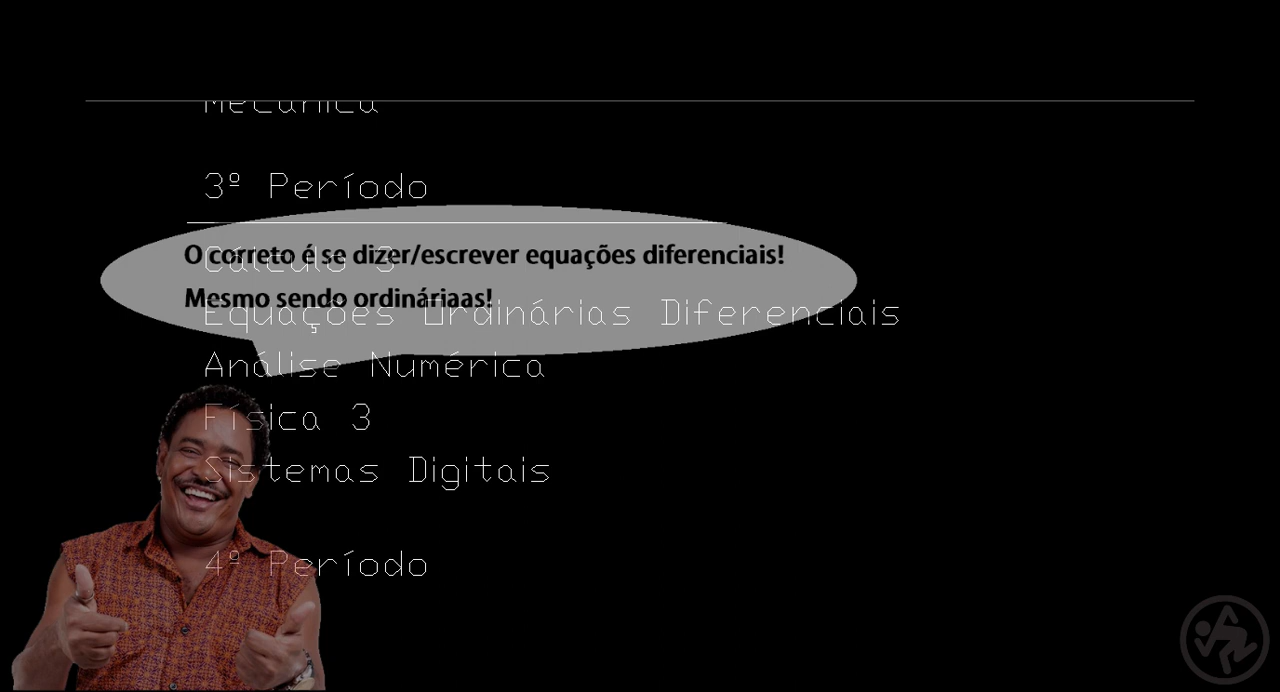 Mecânica
3º Período
O correto é se dizer/escrever equações diferenciais!
Cálculo 3
Mesmo sendo ordináriaas!
Equações Ordinárias Diferenciais
Análise Numérica
Física 3
Sistemas Digitais
4º Período